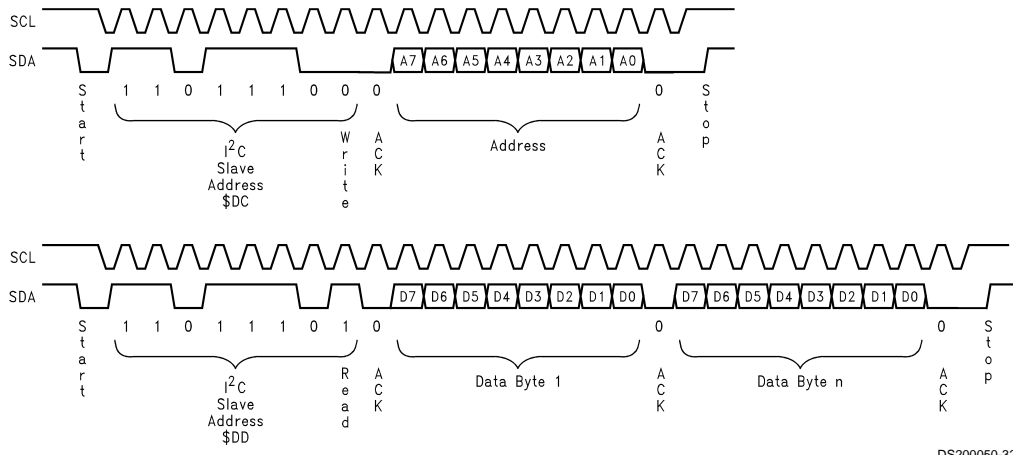 SCL
SDA A7 A6 A5 A4 A3 A2 A1 A0
Start 1 1 0 1 1 1 0 0 0 0 Stop
I²C Slave Address $DC
Write
ACK
Address
ACK
SCL
SDA D7 D6 D5 D4 D3 D2 D1 D0 D7 D6 D5 D4 D3 D2 D1 D0
Start 1 1 0 1 1 1 0 1 0 0 0 Stop
I²C Slave Address $DD
Read
ACK
Data Byte 1
ACK
Data Byte n
ACK